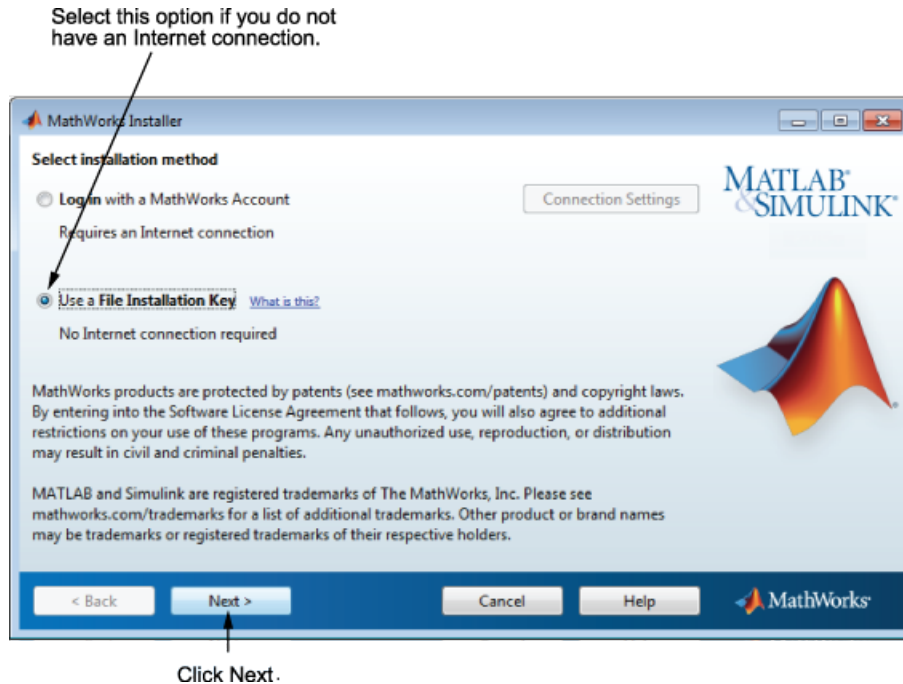 Select this option if you do not
have an Internet connection.
MathWorks Installer
Select installation method
Log in with a MathWorks Account
Connection Settings
Requires an Internet connection
MATLAB®
&SIMULINK®
Use a File Installation Key What is this?
No Internet connection required
MathWorks products are protected by patents (see mathworks.com/patents) and copyright laws.
By entering into the Software License Agreement that follows, you will also agree to additional
restrictions on your use of these programs. Any unauthorized use, reproduction, or distribution
may result in civil and criminal penalties.
MATLAB and Simulink are registered trademarks of The MathWorks, Inc. Please see
mathworks.com/trademarks for a list of additional trademarks. Other product or brand names
may be trademarks or registered trademarks of their respective holders.
< Back Next > Cancel Help MathWorks®
Click Next.